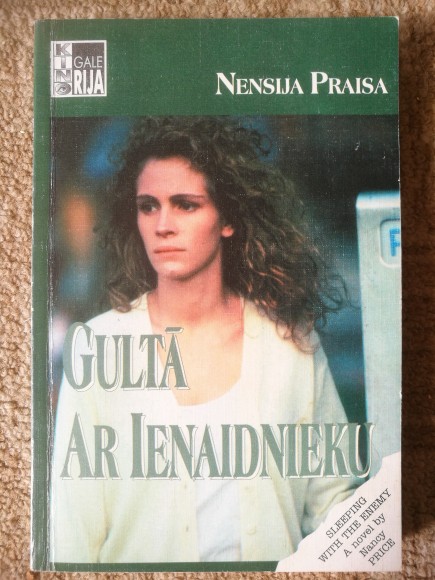 KINO
GALE
RIJA
NENSIJA PRAISA
P
GULTĀ
AR IENAIDNIEKU
SLEEPING
WITH THE ENEMY
A novel by
Nancy
PRICE